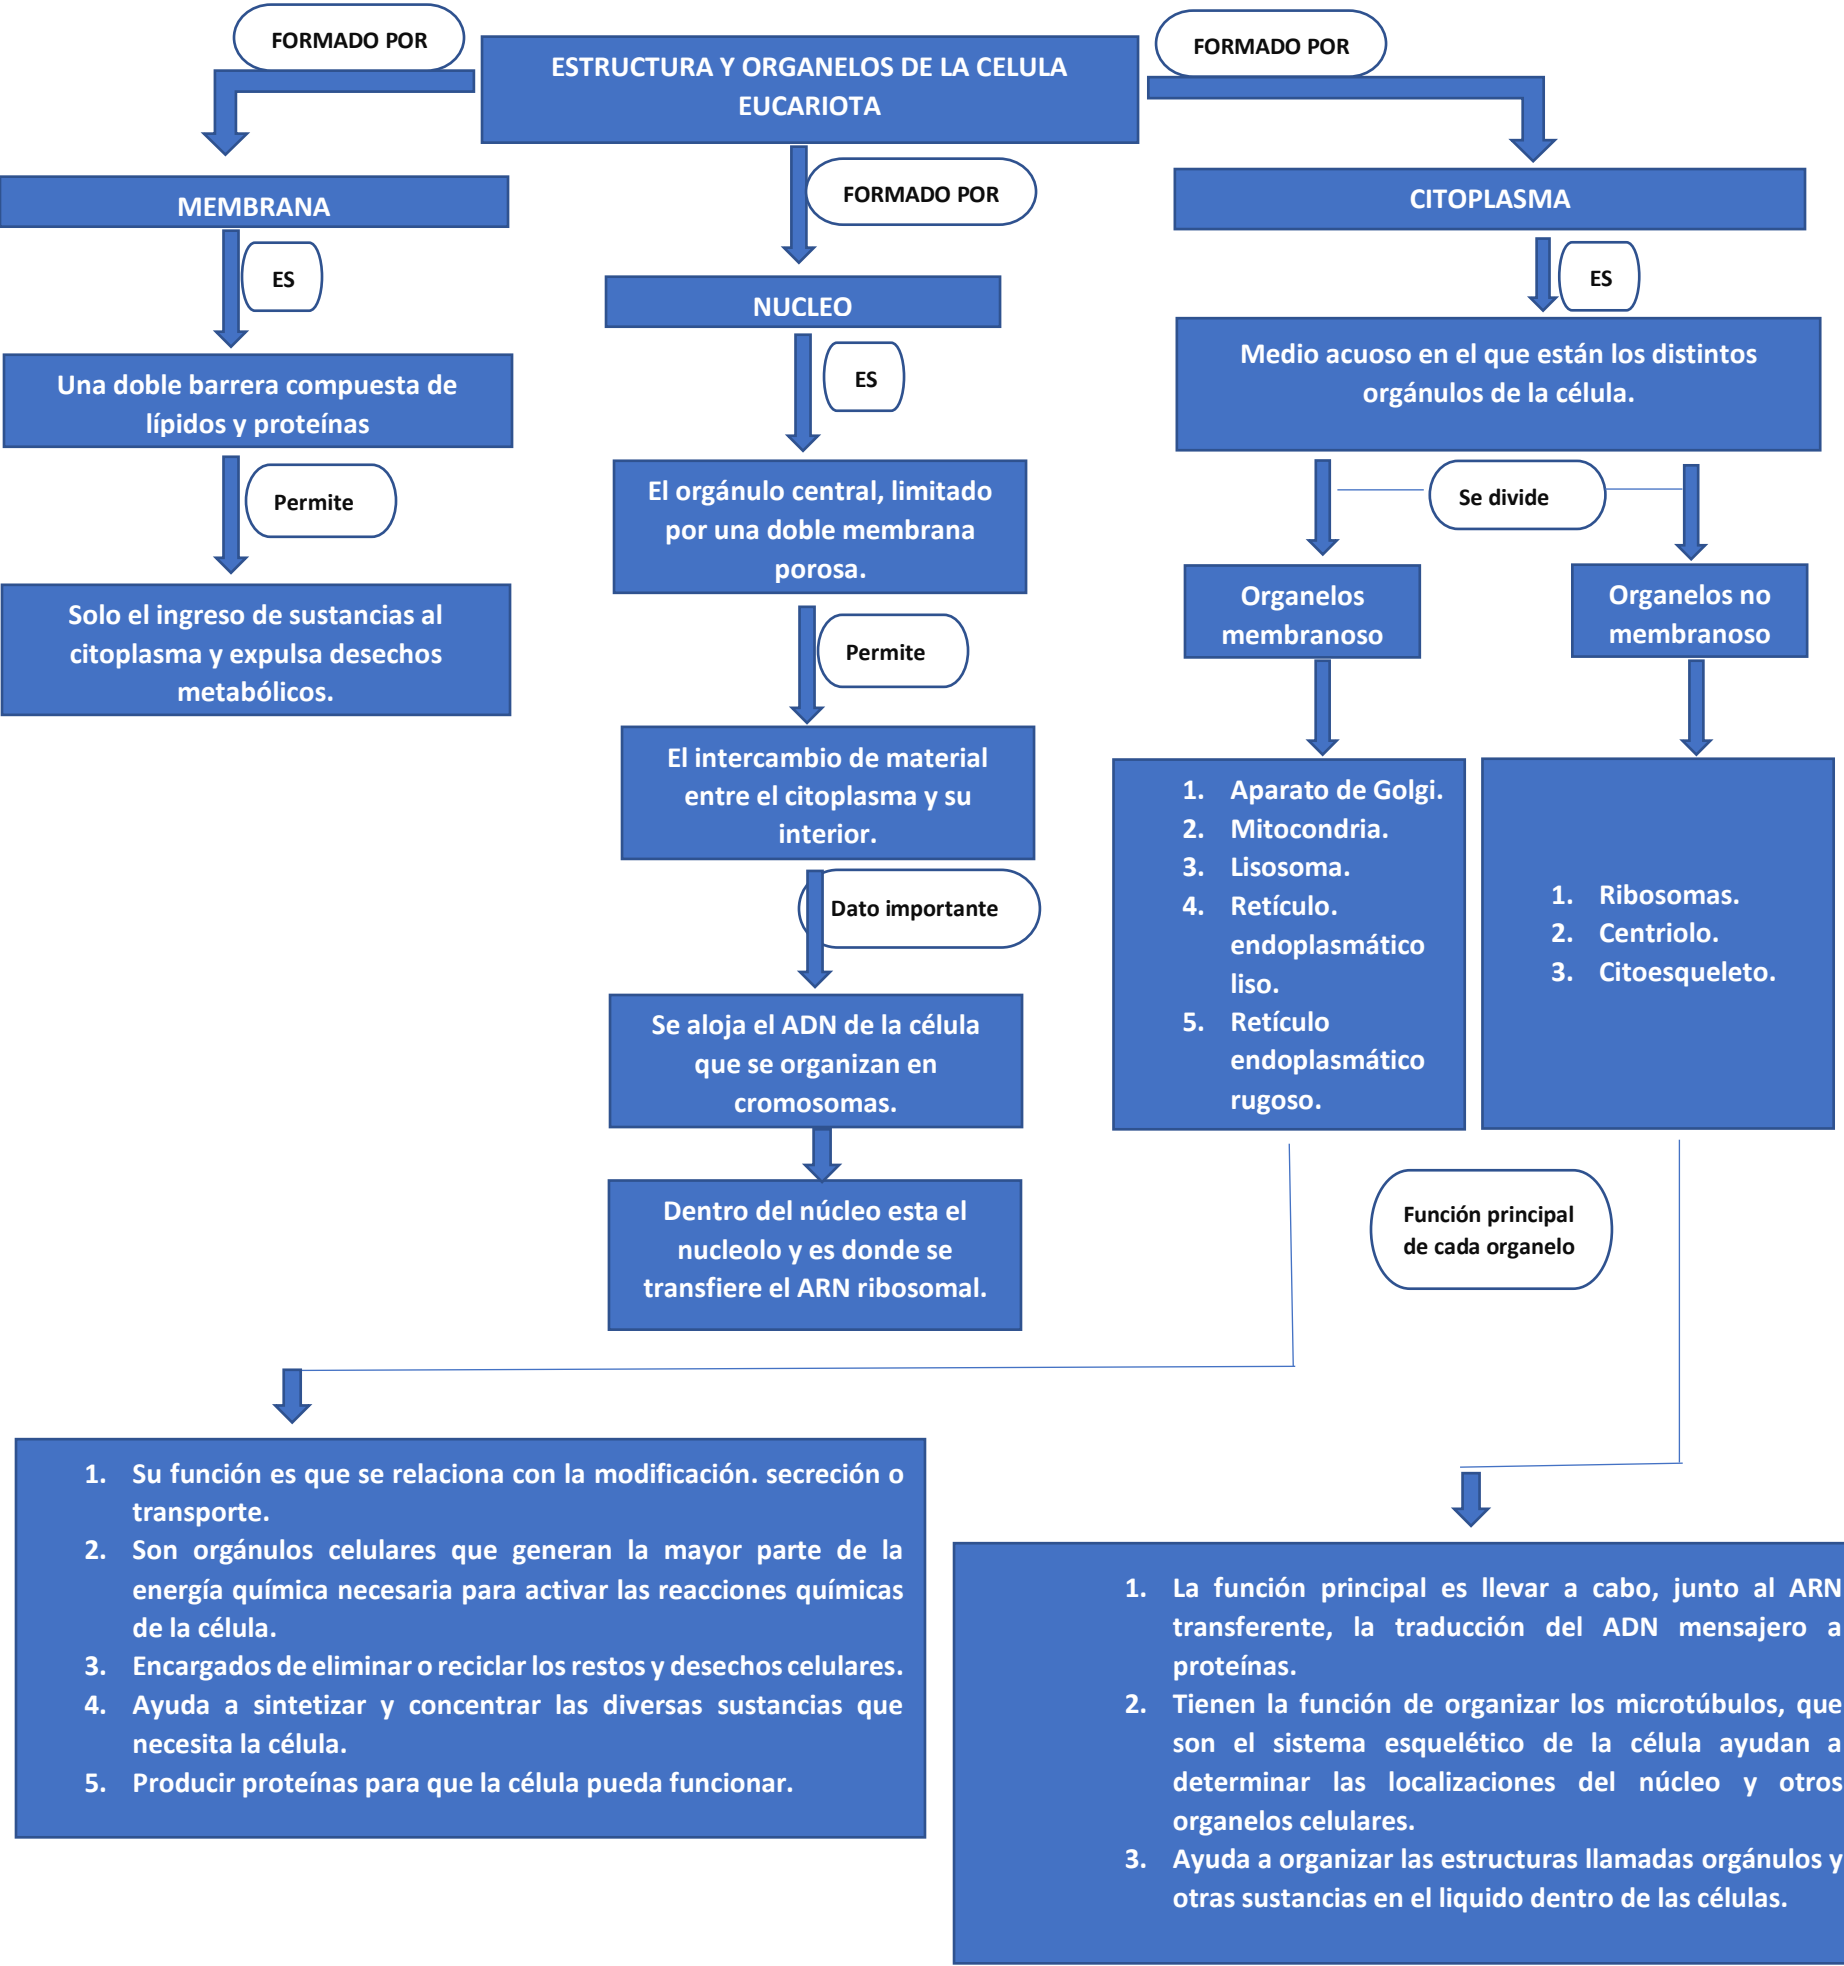 FORMADO POR
ESTRUCTURA Y ORGANELOS DE LA CELULA
EUCARIOTA
FORMADO POR
MEMBRANA
ES
Una doble barrera compuesta de
lípidos y proteínas
Permite
Solo el ingreso de sustancias al
citoplasma y expulsa desechos
metabólicos.
FORMADO POR
NUCLEO
ES
El orgánulo central, limitado
por una doble membrana
porosa.
Permite
El intercambio de material
entre el citoplasma y su
interior.
Dato importante
Se aloja el ADN de la célula
que se organizan en
cromosomas.
Dentro del núcleo esta el
nucleolo y es donde se
transfiere el ARN ribosomal.
CITOPLASMA
ES
Medio acuoso en el que están los distintos
orgánulos de la célula.
Se divide
Organelos
membranoso
Organelos no
membranoso
1. Aparato de Golgi.
2. Mitocondria.
3. Lisosoma.
4. Retículo.
endoplasmático
liso.
5. Retículo
endoplasmático
rugoso.
1. Ribosomas.
2. Centriolo.
3. Citoesqueleto.
Función principal
de cada organelo
1. Su función es que se relaciona con la modificación. secreción o
transporte.
2. Son orgánulos celulares que generan la mayor parte de la
energía química necesaria para activar las reacciones químicas
de la célula.
3. Encargados de eliminar o reciclar los restos y desechos celulares.
4. Ayuda a sintetizar y concentrar las diversas sustancias que
necesita la célula.
5. Producir proteínas para que la célula pueda funcionar.
1. La función principal es llevar a cabo, junto al ARN
transferente, la traducción del ADN mensajero a
proteínas.
2. Tienen la función de organizar los microtúbulos, que
son el sistema esquelético de la célula ayudan a
determinar las localizaciones del núcleo y otros
organelos celulares.
3. Ayuda a organizar las estructuras llamadas orgánulos y
otras sustancias en el liquido dentro de las células.